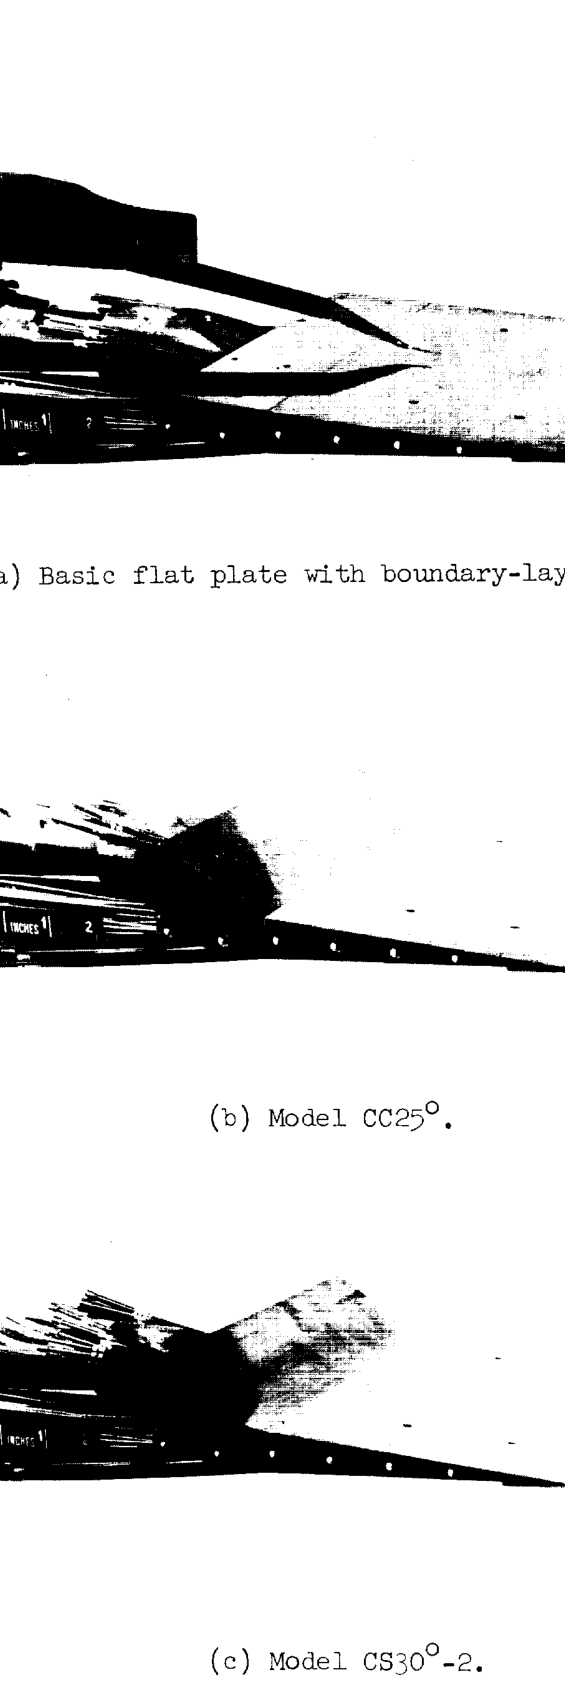 INCHES 1 2
a) Basic flat plate with boundary-lay
INCHES 1 2
(b) Model CC25°.
INCHES 1 2
(c) Model CS30°-2.